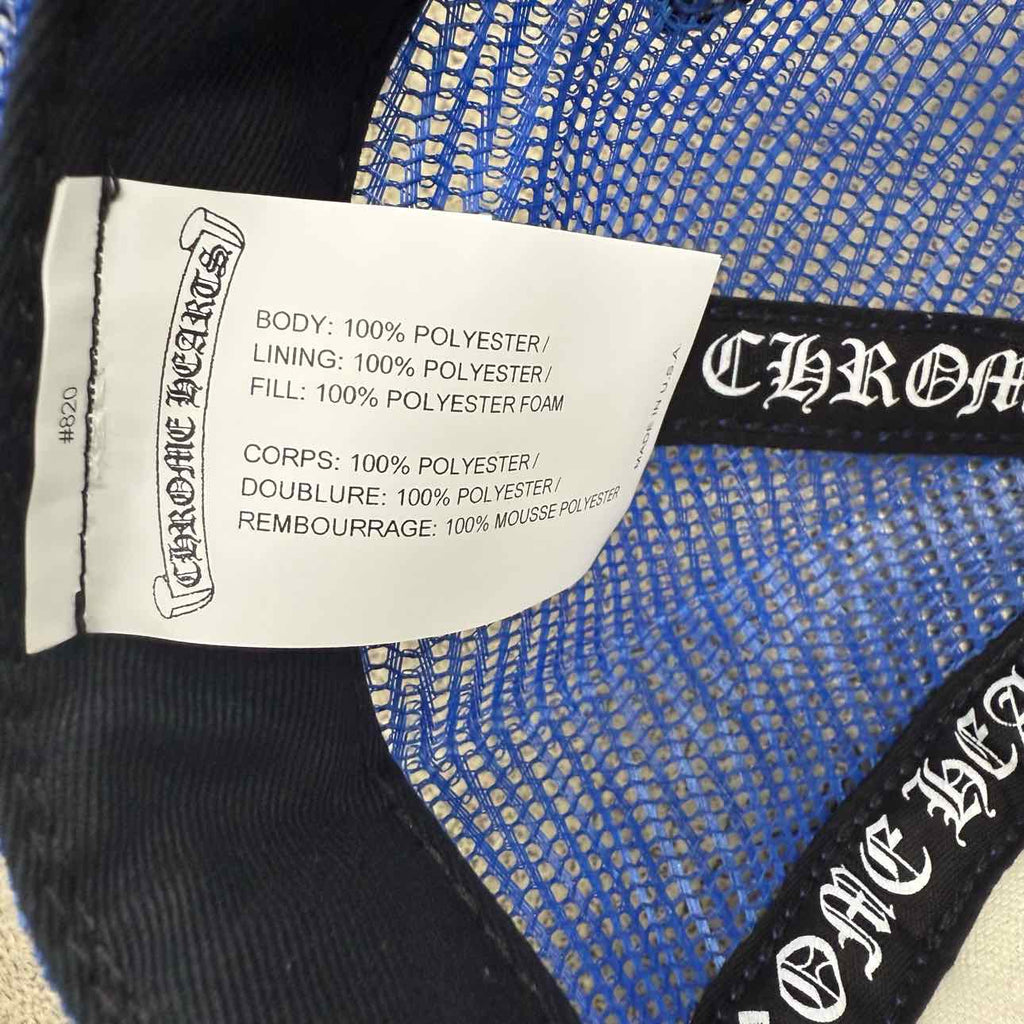 #820
CHROME HEARTS
BODY: 100% POLYESTER/
LINING: 100% POLYESTER/
FILL: 100% POLYESTER FOAM
CORPS: 100% POLYESTER/
DOUBLURE: 100% POLYESTER/
REMBOURRAGE: 100% MOUSSE POLYESTER
MADE IN U.S.A.
CHROM
OME HEA